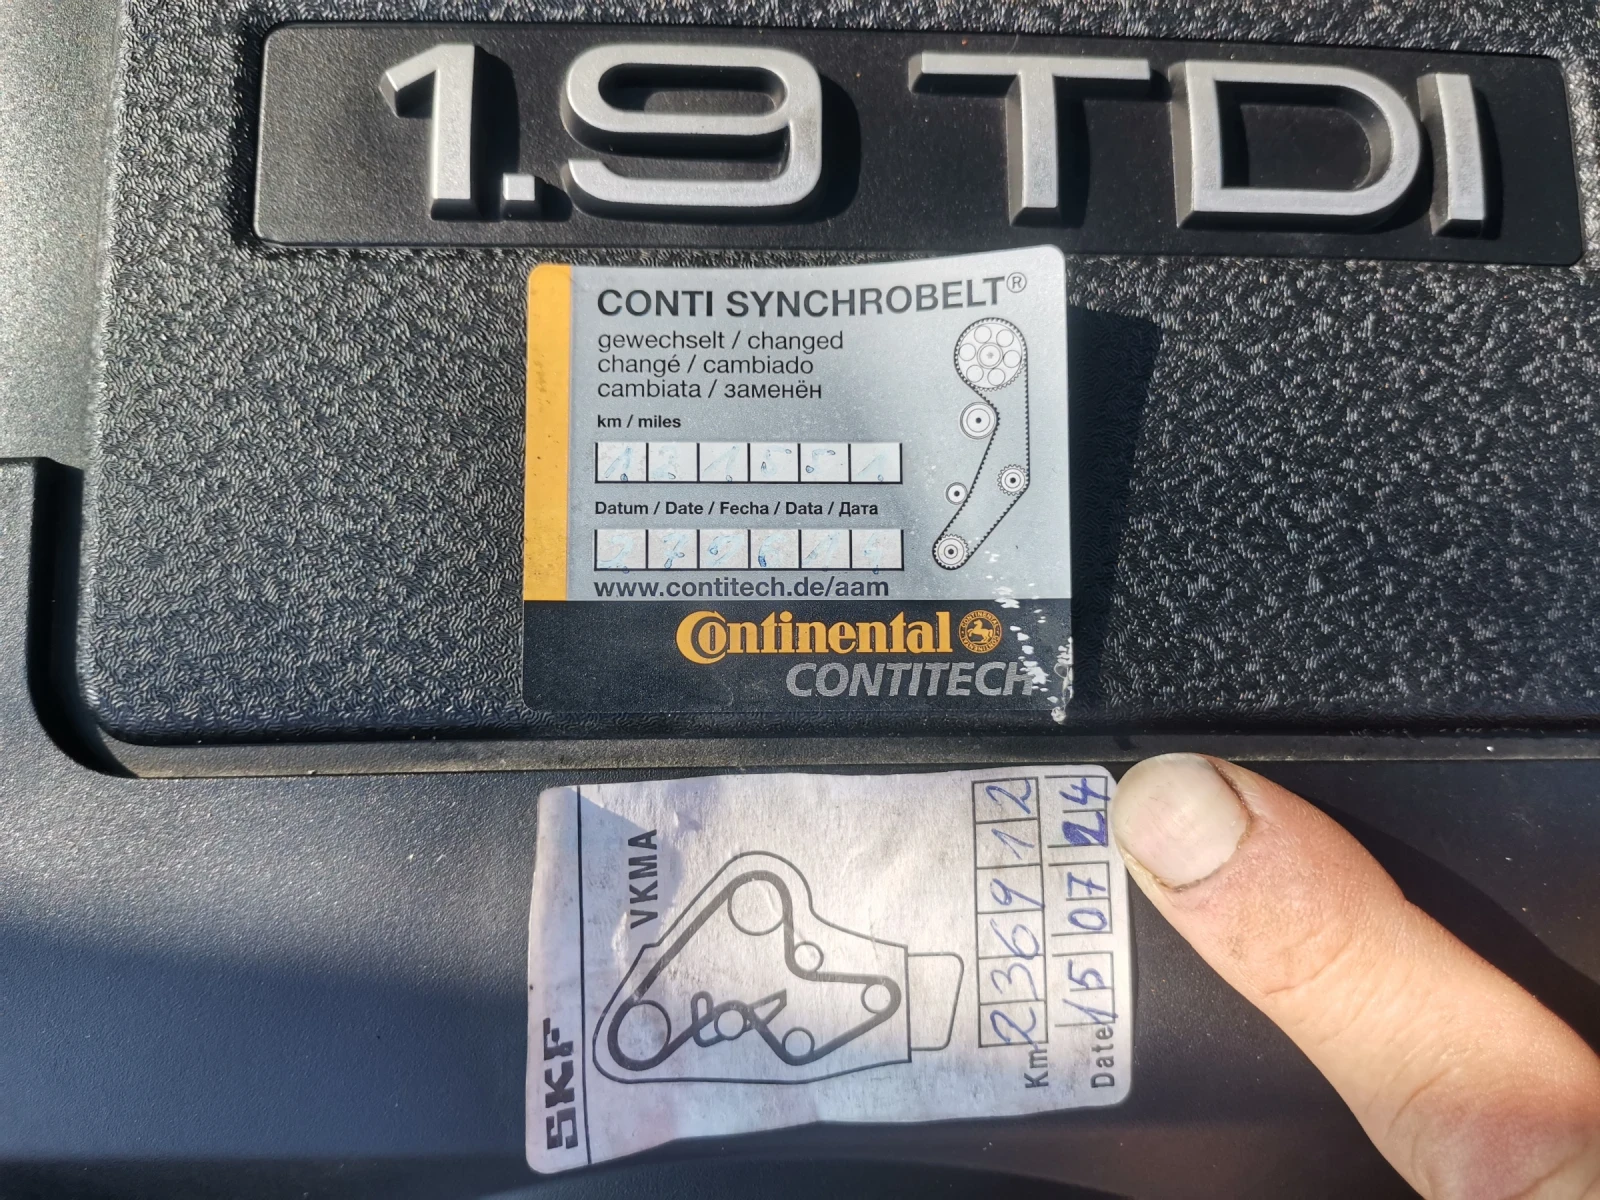 1.9 TDI
CONTI SYNCHROBELT®
gewechselt / changed
changé / cambiado
cambiata / заменён
km / miles
Datum / Date / Fecha / Data / Дата
www.contitech.de/aam
Continental
CONTITECH
SKF
VKMA
Km 236912
Date 15 07 24